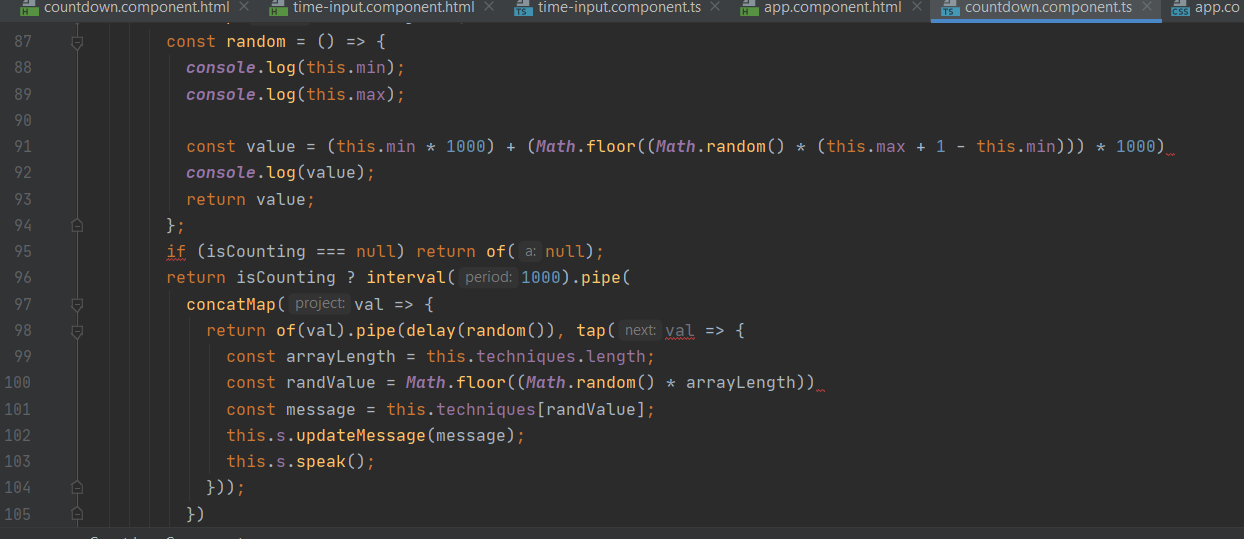 countdown.component.html time-input.component.html time-input.component.ts app.component.html countdown.component.ts app.co
87 const random = () => {
88 console.log(this.min);
89 console.log(this.max);
90
91 const value = (this.min * 1000) + (Math.floor((Math.random() * (this.max + 1 - this.min))) * 1000)
92 console.log(value);
93 return value;
94 };
95 if (isCounting === null) return of( a: null);
96 return isCounting ? interval( period: 1000).pipe(
97 concatMap( project: val => {
98 return of(val).pipe(delay(random()), tap( next: val => {
99 const arrayLength = this.techniques.length;
100 const randValue = Math.floor((Math.random() * arrayLength))
101 const message = this.techniques[randValue];
102 this.s.updateMessage(message);
103 this.s.speak();
104 }));
105 })